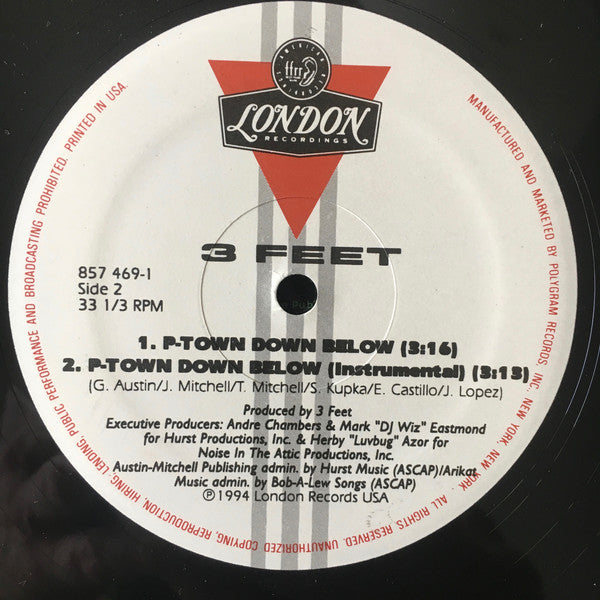 AMERICAN
ffrr
LONDON
RECORDINGS
3 FEET
857 469-1
Side 2
33 1/3 RPM
1. P-TOWN DOWN BELOW (3:16)
2. P-TOWN DOWN BELOW (Instrumental) (3:13)
(G. Austin/J. Mitchell/T. Mitchell/S. Kupka/E. Castillo/J. Lopez)
Produced by 3 Feet
Executive Producers: Andre Chambers & Mark "DJ Wiz" Eastmond
for Hurst Productions, Inc. & Herby "Luvbug" Azor for
Noise In The Attic Productions, Inc.
Austin-Mitchell Publishing admin. by Hurst Music (ASCAP)/Arikat
Music admin. by Bob-A-Lew Songs (ASCAP)
Ⓟ1994 London Records USA
MANUFACTURED AND MARKETED BY POLYGRAM RECORDS INC, NEW YORK, NEW YORK. ALL RIGHTS RESERVED. UNAUTHORIZED COPYING, REPRODUCTION, HIRING, LENDING, PUBLIC PERFORMANCE AND BROADCASTING PROHIBITED. PRINTED IN USA.